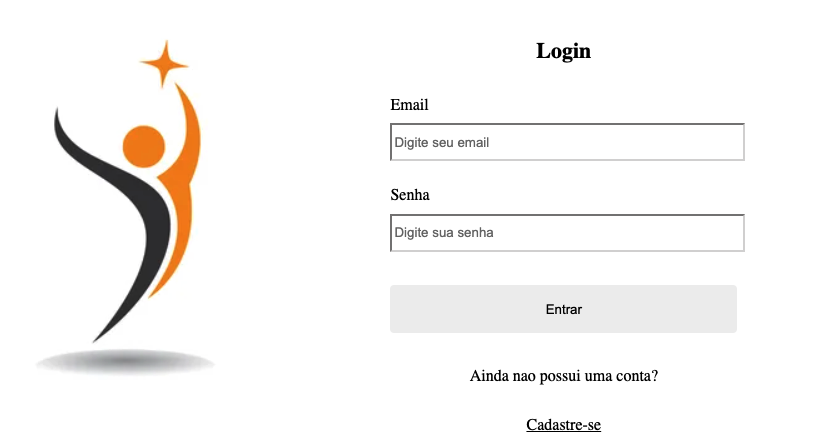 Login
Email
Digite seu email
Senha
Digite sua senha
Entrar
Ainda nao possui uma conta?
Cadastre-se